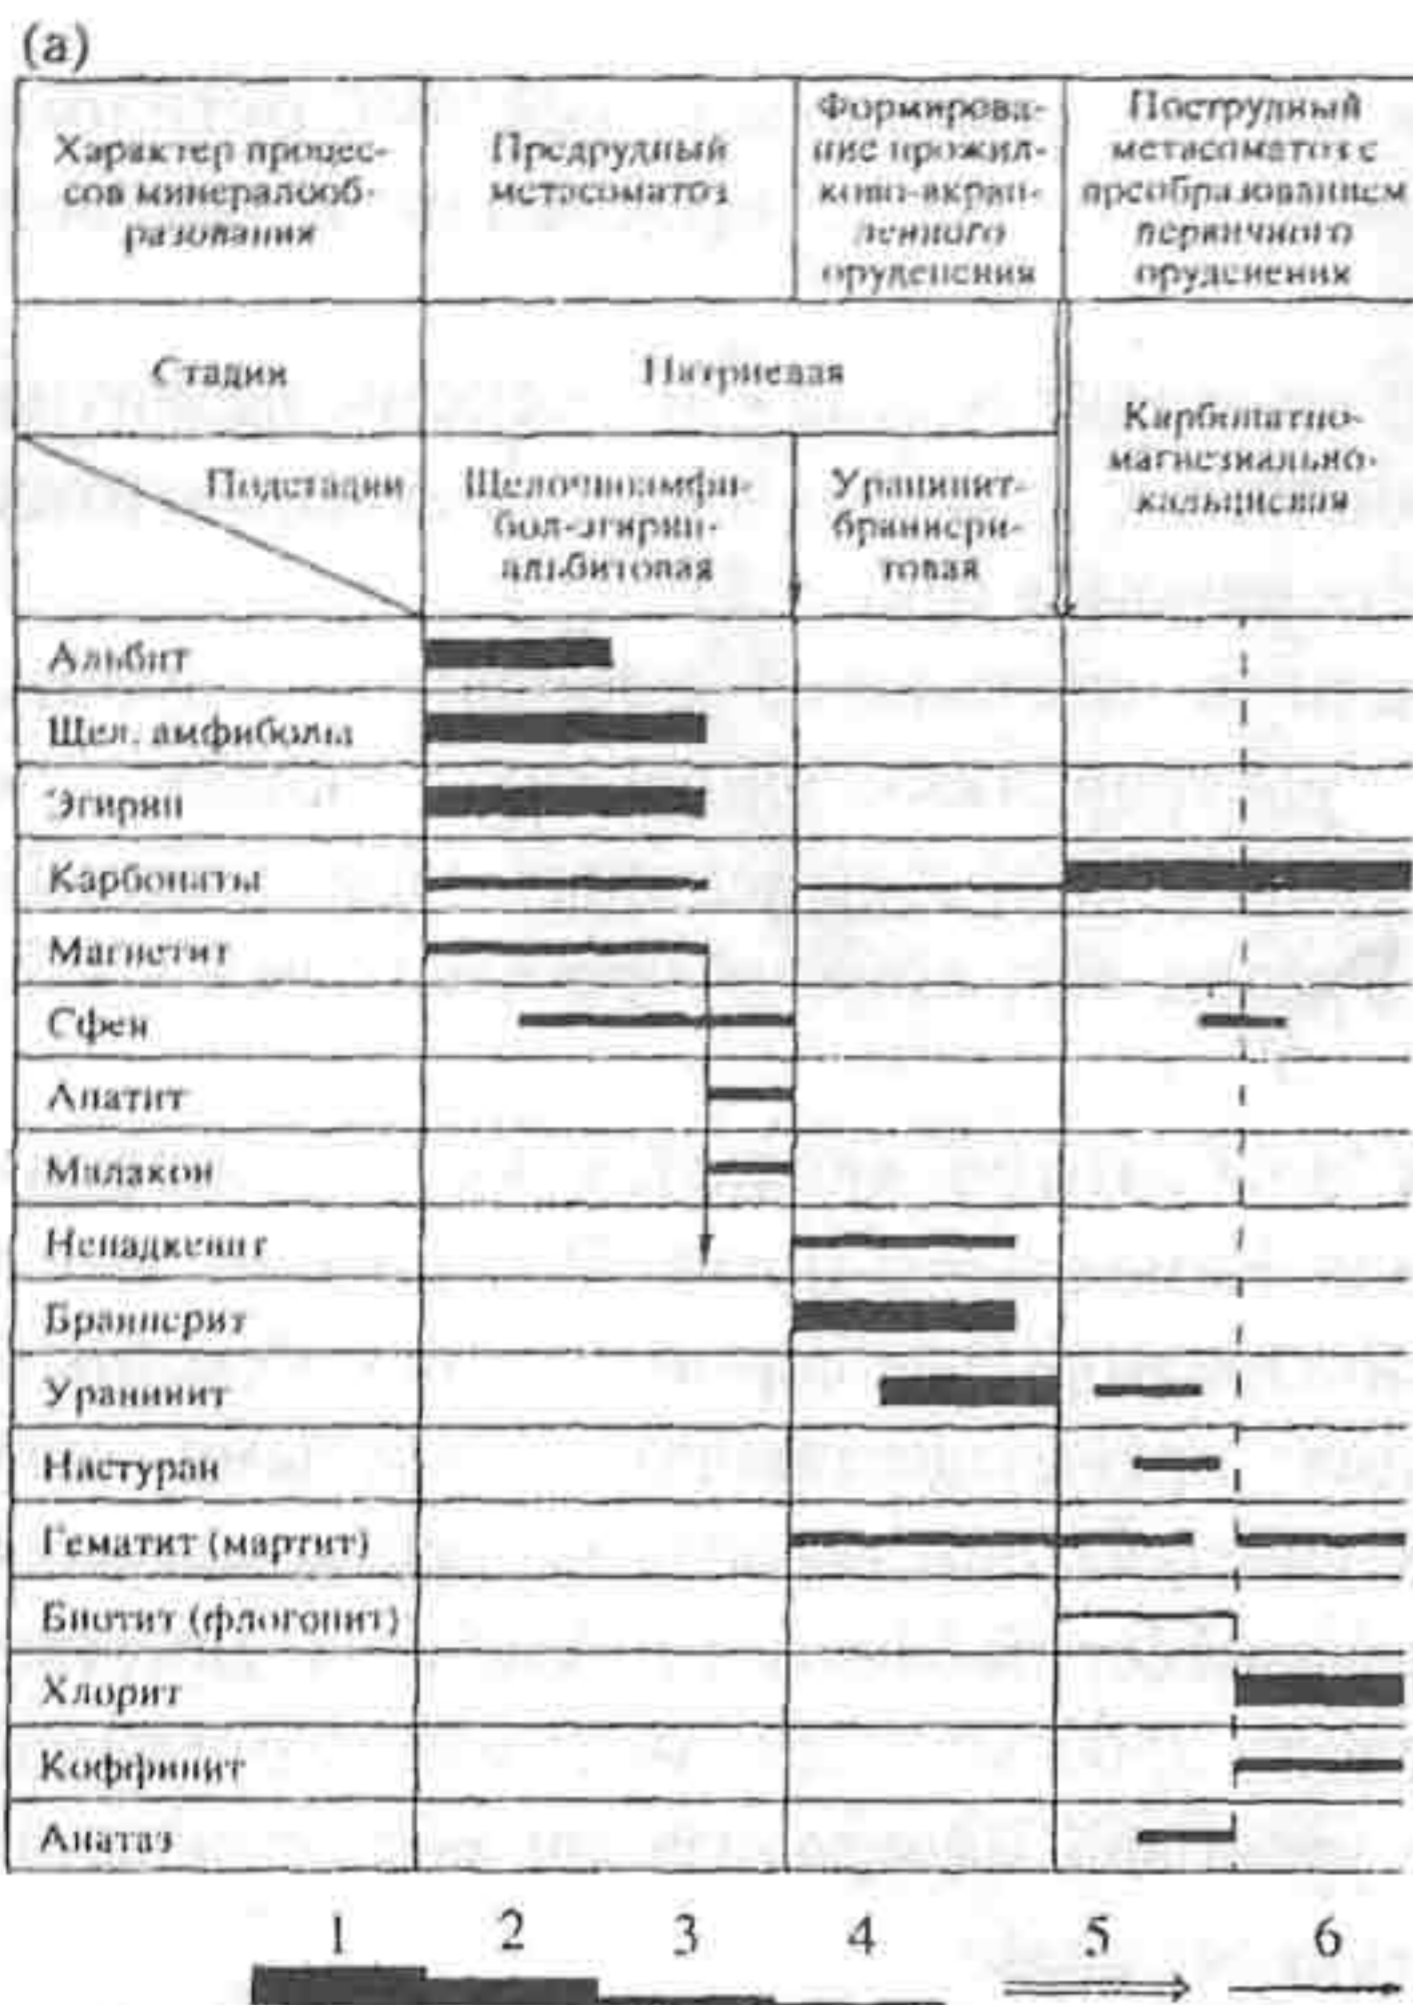 (а)
Характер процес-
сов минералооб-
разования
Предрудный
метасоматоз
Формирова-
ние прожил-
ково-вкрап-
ленного
оруденения
Пострудный
метасоматоз с
преобразованием
первичного
оруденения
Стадии
Натриевая
Карбонатно-
магнезиально-
кальциевая
Подстадии
Щелочноамфи-
бол-эгирин-
альбитовая
Уранинит-
браннери-
товая
Альбит
Щел. амфиболы
Эгирин
Карбонаты
Магнетит
Сфен
Апатит
Малакон
Ненадкевит
Браннерит
Уранинит
Настуран
Гематит (мартит)
Биотит (флогопит)
Хлорит
Коффинит
Анатаз
1 2 3 4 5 6